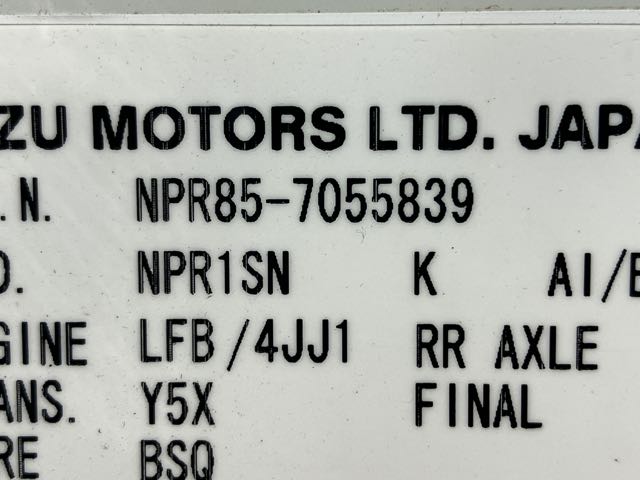 ZU MOTORS LTD. JAPA
.N. NPR85-7055839
D. NPR1SN K AI/E
GINE LFB/4JJ1 RR AXLE
ANS. Y5X FINAL
RE BSQ